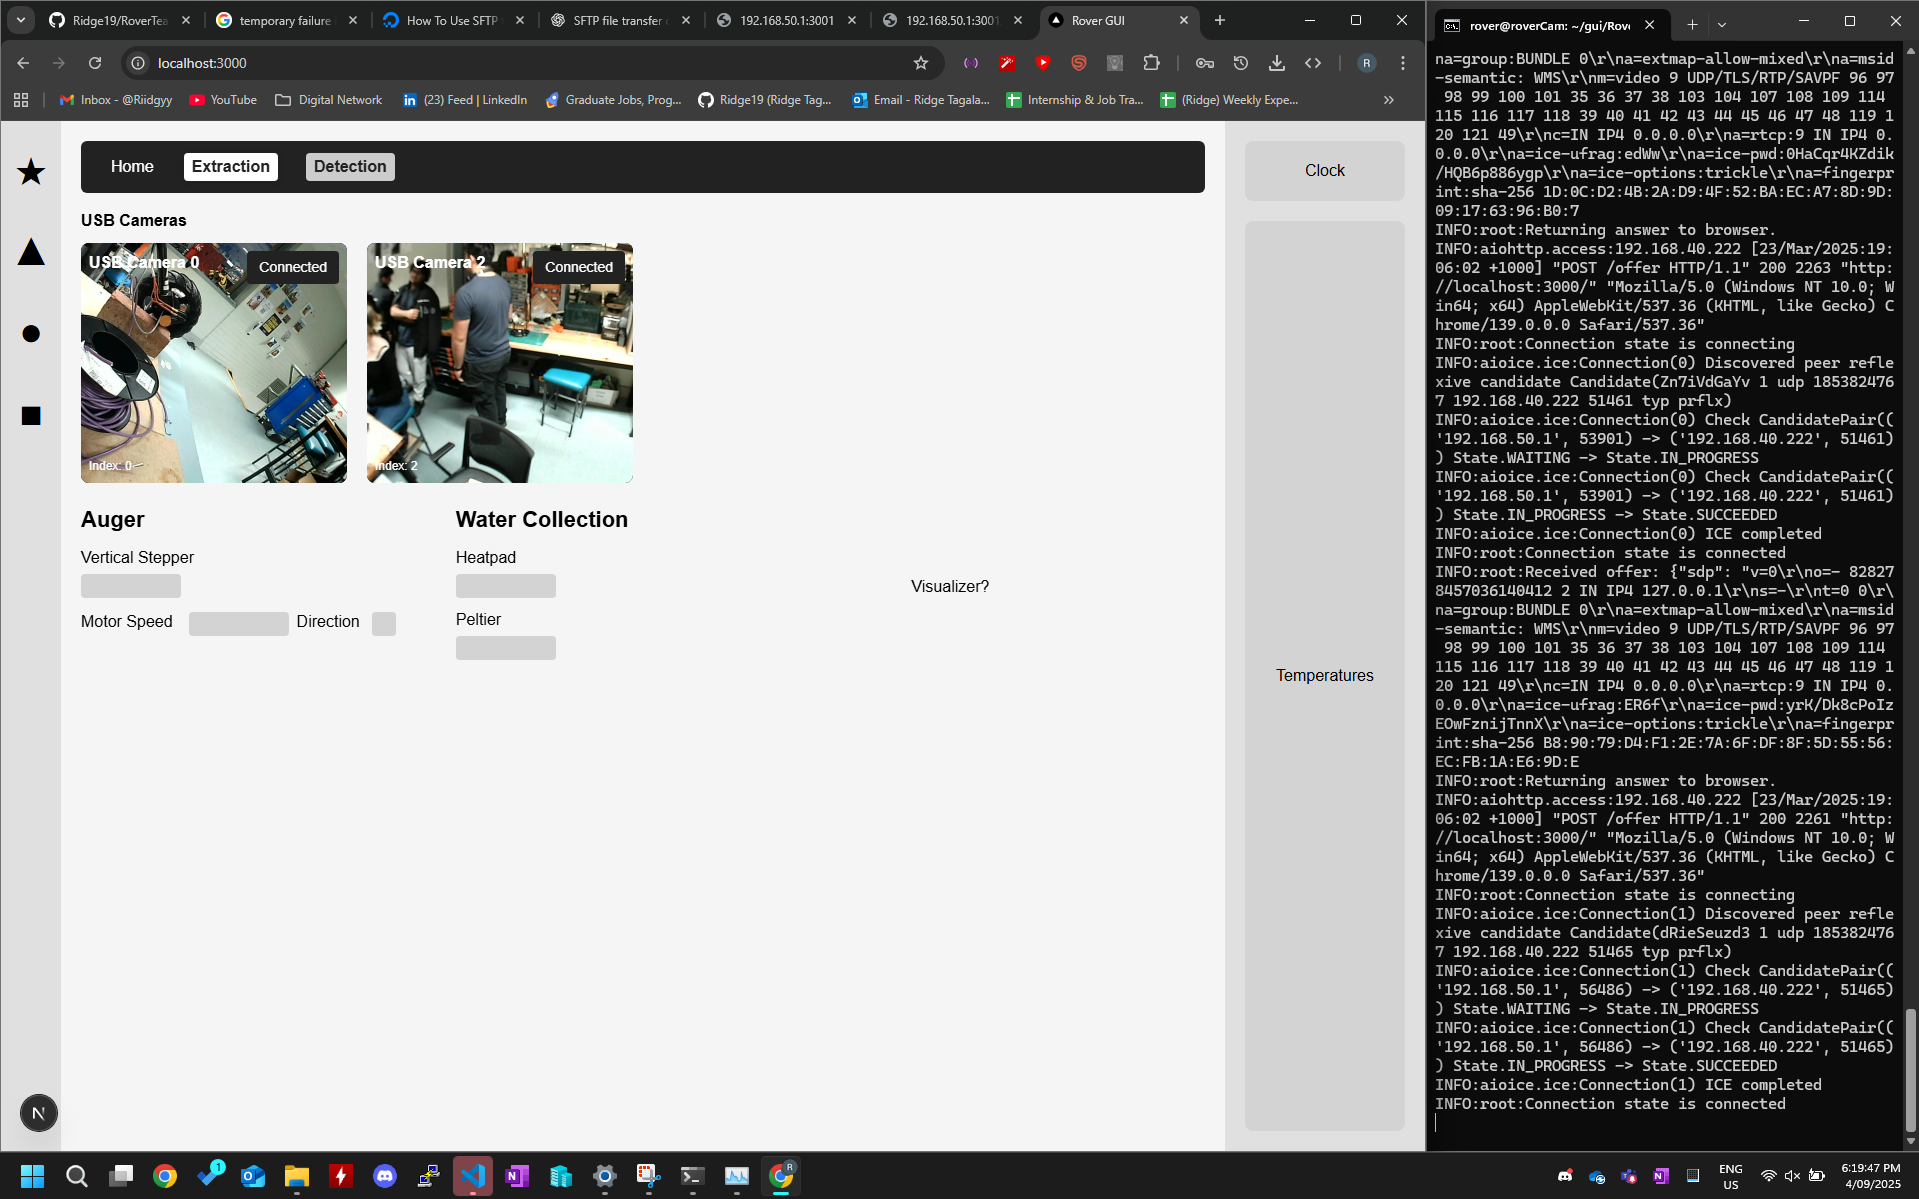 Ridge19/RoverTea
temporary failure
How To Use SFTP
SFTP file transfer
192.168.50.1:3001
192.168.50.1:3001
Rover GUI
localhost:3000
R
Inbox - @Riidgyy
YouTube
Digital Network
(23) Feed | LinkedIn
Graduate Jobs, Prog...
Ridge19 (Ridge Tag...
Email - Ridge Tagala...
Internship & Job Tra...
(Ridge) Weekly Expe...
Home
Extraction
Detection
USB Cameras
USB Camera 0
Connected
Index: 0
USB Camera 2
Connected
Index: 2
Auger
Vertical Stepper
Motor Speed
Direction
Water Collection
Heatpad
Peltier
Visualizer?
Clock
Temperatures
N
rover@roverCam: ~/gui/Rove
na=group:BUNDLE 0\r\na=extmap-allow-mixed\r\na=msid
-semantic: WMS\r\nm=video 9 UDP/TLS/RTP/SAVPF 96 97
98 99 100 101 35 36 37 38 103 104 107 108 109 114
115 116 117 118 39 40 41 42 43 44 45 46 47 48 119 1
20 121 49\r\nc=IN IP4 0.0.0.0\r\na=rtcp:9 IN IP4 0.
0.0.0\r\na=ice-ufrag:edWw\r\na=ice-pwd:0HaCqr4KZdik
/HQB6p886ygp\r\na=ice-options:trickle\r\na=fingerpr
int:sha-256 1D:0C:D2:4B:2A:D9:4F:52:BA:EC:A7:8D:9D:
09:17:63:96:B0:7
INFO:root:Returning answer to browser.
INFO:aiohttp.access:192.168.40.222 [23/Mar/2025:19:
06:02 +1000] "POST /offer HTTP/1.1" 200 2263 "http:
//localhost:3000/" "Mozilla/5.0 (Windows NT 10.0; W
in64; x64) AppleWebKit/537.36 (KHTML, like Gecko) C
hrome/139.0.0.0 Safari/537.36"
INFO:root:Connection state is connecting
INFO:aioice.ice:Connection(0) Discovered peer refle
xive candidate Candidate(Zn7iVdGaYv 1 udp 185382476
7 192.168.40.222 51461 typ prflx)
INFO:aioice.ice:Connection(0) Check CandidatePair((
'192.168.50.1', 53901) -> ('192.168.40.222', 51461)
) State.WAITING -> State.IN_PROGRESS
INFO:aioice.ice:Connection(0) Check CandidatePair((
'192.168.50.1', 53901) -> ('192.168.40.222', 51461)
) State.IN_PROGRESS -> State.SUCCEEDED
INFO:aioice.ice:Connection(0) ICE completed
INFO:root:Connection state is connected
INFO:root:Received offer: {"sdp": "v=0\r\no=- 82827
8457036140412 2 IN IP4 127.0.0.1\r\ns=-\r\nt=0 0\r\
na=group:BUNDLE 0\r\na=extmap-allow-mixed\r\na=msid
-semantic: WMS\r\nm=video 9 UDP/TLS/RTP/SAVPF 96 97
98 99 100 101 35 36 37 38 103 104 107 108 109 114
115 116 117 118 39 40 41 42 43 44 45 46 47 48 119 1
20 121 49\r\nc=IN IP4 0.0.0.0\r\na=rtcp:9 IN IP4 0.
0.0.0\r\na=ice-ufrag:ER6f\r\na=ice-pwd:yrK/Dk8cPoIz
EOwFznijTnnX\r\na=ice-options:trickle\r\na=fingerpr
int:sha-256 B8:90:79:D4:F1:2E:7A:6F:DF:8F:5D:55:56:
EC:FB:1A:E6:9D:E
INFO:root:Returning answer to browser.
INFO:aiohttp.access:192.168.40.222 [23/Mar/2025:19:
06:02 +1000] "POST /offer HTTP/1.1" 200 2261 "http:
//localhost:3000/" "Mozilla/5.0 (Windows NT 10.0; W
in64; x64) AppleWebKit/537.36 (KHTML, like Gecko) C
hrome/139.0.0.0 Safari/537.36"
INFO:root:Connection state is connecting
INFO:aioice.ice:Connection(1) Discovered peer refle
xive candidate Candidate(dRieSeuzd3 1 udp 185382476
7 192.168.40.222 51465 typ prflx)
INFO:aioice.ice:Connection(1) Check CandidatePair((
'192.168.50.1', 56486) -> ('192.168.40.222', 51465)
) State.WAITING -> State.IN_PROGRESS
INFO:aioice.ice:Connection(1) Check CandidatePair((
'192.168.50.1', 56486) -> ('192.168.40.222', 51465)
) State.IN_PROGRESS -> State.SUCCEEDED
INFO:aioice.ice:Connection(1) ICE completed
INFO:root:Connection state is connected
1
R
ENG
US
6:19:47 PM
4/09/2025